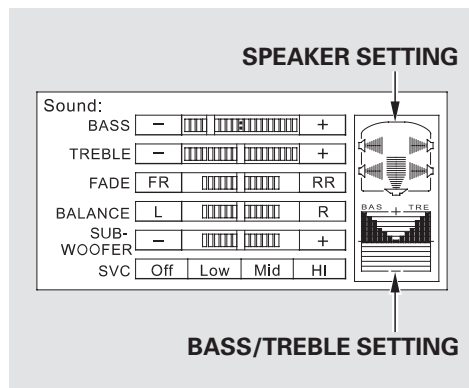 SPEAKER SETTING
Sound:
BASS − +
TREBLE − +
FADE FR RR
BALANCE L R
SUB-
WOOFER − +
SVC Off Low Mid HI
BAS + TRE
−
BASS/TREBLE SETTING